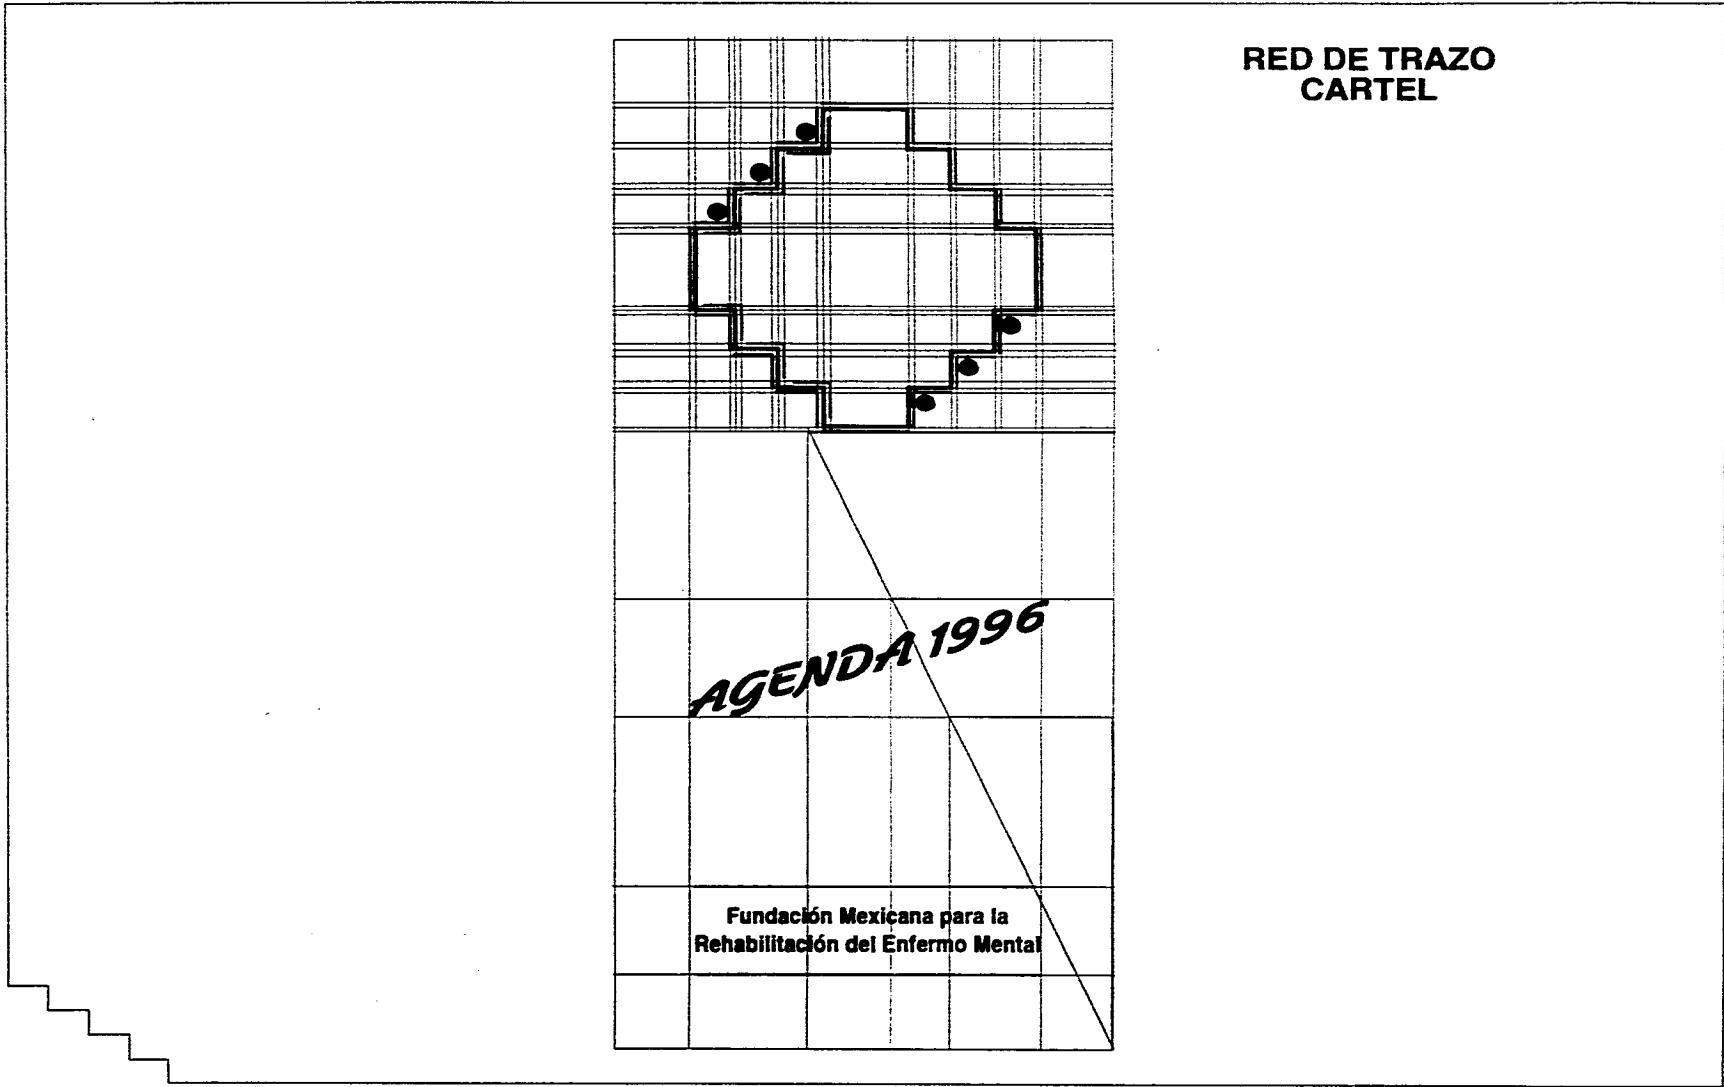 RED DE TRAZO
CARTEL
AGENDA 1996
Fundación Mexicana para la
Rehabilitación del Enfermo Mental